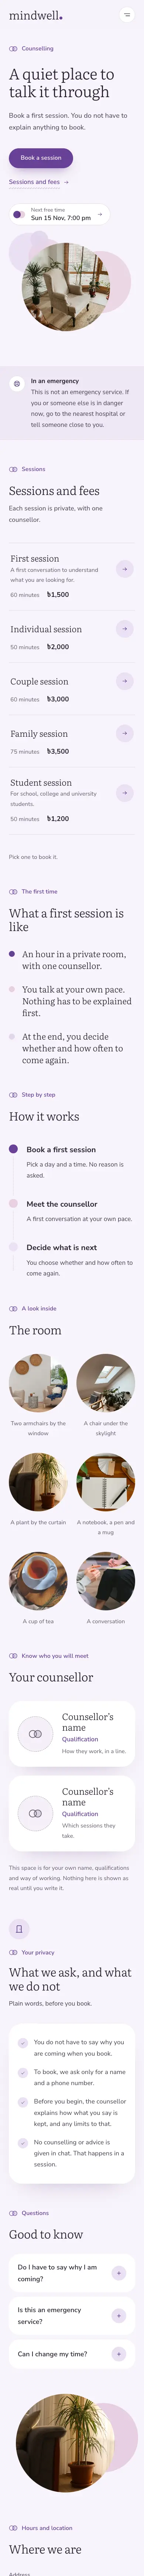 mindwell.
Counselling
A quiet place to
talk it through
Book a first session. You do not have to
explain anything to book.
Book a session
Sessions and fees
Next free time
Sun 15 Nov, 7:00 pm
In an emergency
This is not an emergency service. If
you or someone else is in danger
now, go to the nearest hospital or
tell someone close to you.
Sessions
Sessions and fees
Each session is private, with one
counsellor.
First session
A first conversation to understand
what you are looking for.
60 minutes ৳1,500
Individual session
50 minutes ৳2,000
Couple session
60 minutes ৳3,000
Family session
75 minutes ৳3,500
Student session
For school, college and university
students.
50 minutes ৳1,200
Pick one to book it.
The first time
What a first session is
like
An hour in a private room,
with one counsellor.
You talk at your own pace.
Nothing has to be explained
first.
At the end, you decide
whether and how often to
come again.
Step by step
How it works
Book a first session
Pick a day and a time. No reason is
asked.
Meet the counsellor
A first conversation at your own pace.
Decide what is next
You choose whether and how often to
come again.
A look inside
The room
Two armchairs by the
window
A chair under the
skylight
A plant by the curtain
A notebook, a pen and
a mug
A cup of tea
A conversation
Know who you will meet
Your counsellor
Counsellor's
name
Qualification
How they work, in a line.
Counsellor's
name
Qualification
Which sessions they
take.
This space is for your own name, qualifications
and way of working. Nothing here is shown as
real until you write it.
Your privacy
What we ask, and what
we do not
Plain words, before you book.
You do not have to say why you
are coming when you book.
To book, we ask only for a name
and a phone number.
Before you begin, the counsellor
explains how what you say is
kept, and any limits to that.
No counselling or advice is
given in chat. That happens in a
session.
Questions
Good to know
Do I have to say why I am
coming?
Is this an emergency
service?
Can I change my time?
Hours and location
Where we are
Address